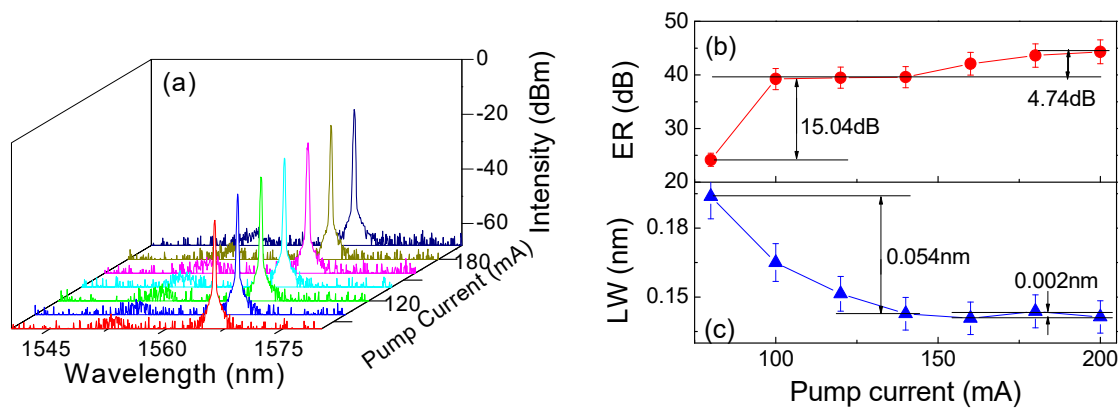 (a)
0
-20
-40
-60
Intensity (dBm)
180
120
Pump Current (mA)
1545
1560
1575
Wavelength (nm)
(b)
50
40
30
20
ER (dB)
15.04dB
4.74dB
0.18
0.15
LW (nm)
0.054nm
0.002nm
(c)
100
150
200
Pump current (mA)